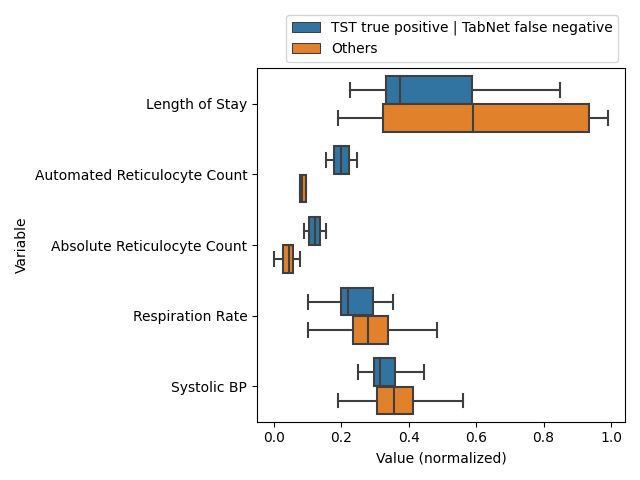 TST true positive | TabNet false negative
Others
Length of Stay
Automated Reticulocyte Count
Absolute Reticulocyte Count
Respiration Rate
Systolic BP
Variable
0.0 0.2 0.4 0.6 0.8 1.0
Value (normalized)